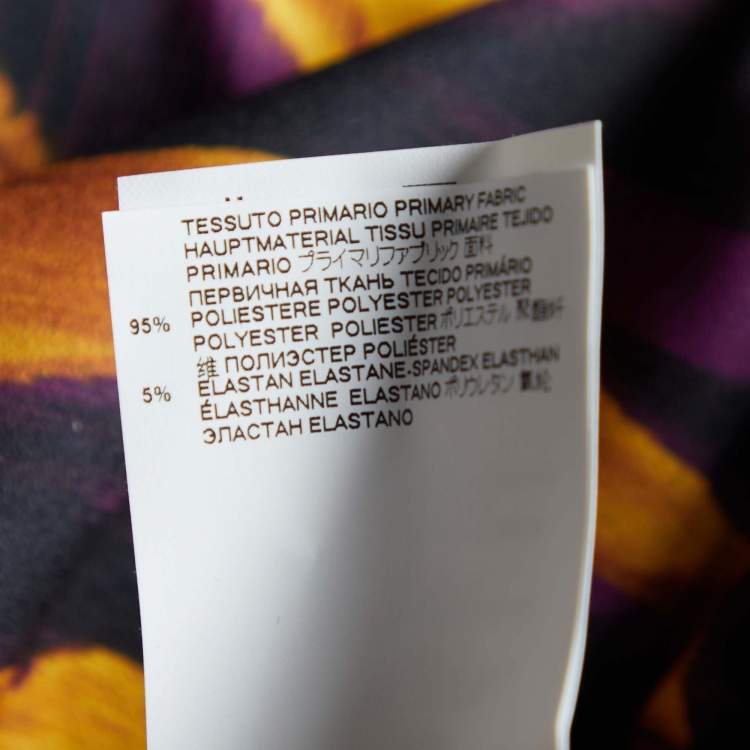 TESSUTO PRIMARIO PRIMARY FABRIC
HAUPTMATERIAL TISSU PRIMAIRE TEJIDO
PRIMARIO プライマリファブリック 面料
ПЕРВИЧНАЯ ТКАНЬ TECIDO PRIMÁRIO
95% POLIESTERE POLYESTER POLYESTER
POLYESTER POLIESTER ポリエステル 聚酯纤
维 ПОЛИЭСТЕР POLIÉSTER
5% ELASTAN ELASTANE-SPANDEX ELASTHAN
ÉLASTHANNE ELASTANO ポリウレタン 氨纶
ЭЛАСТАН ELASTANO